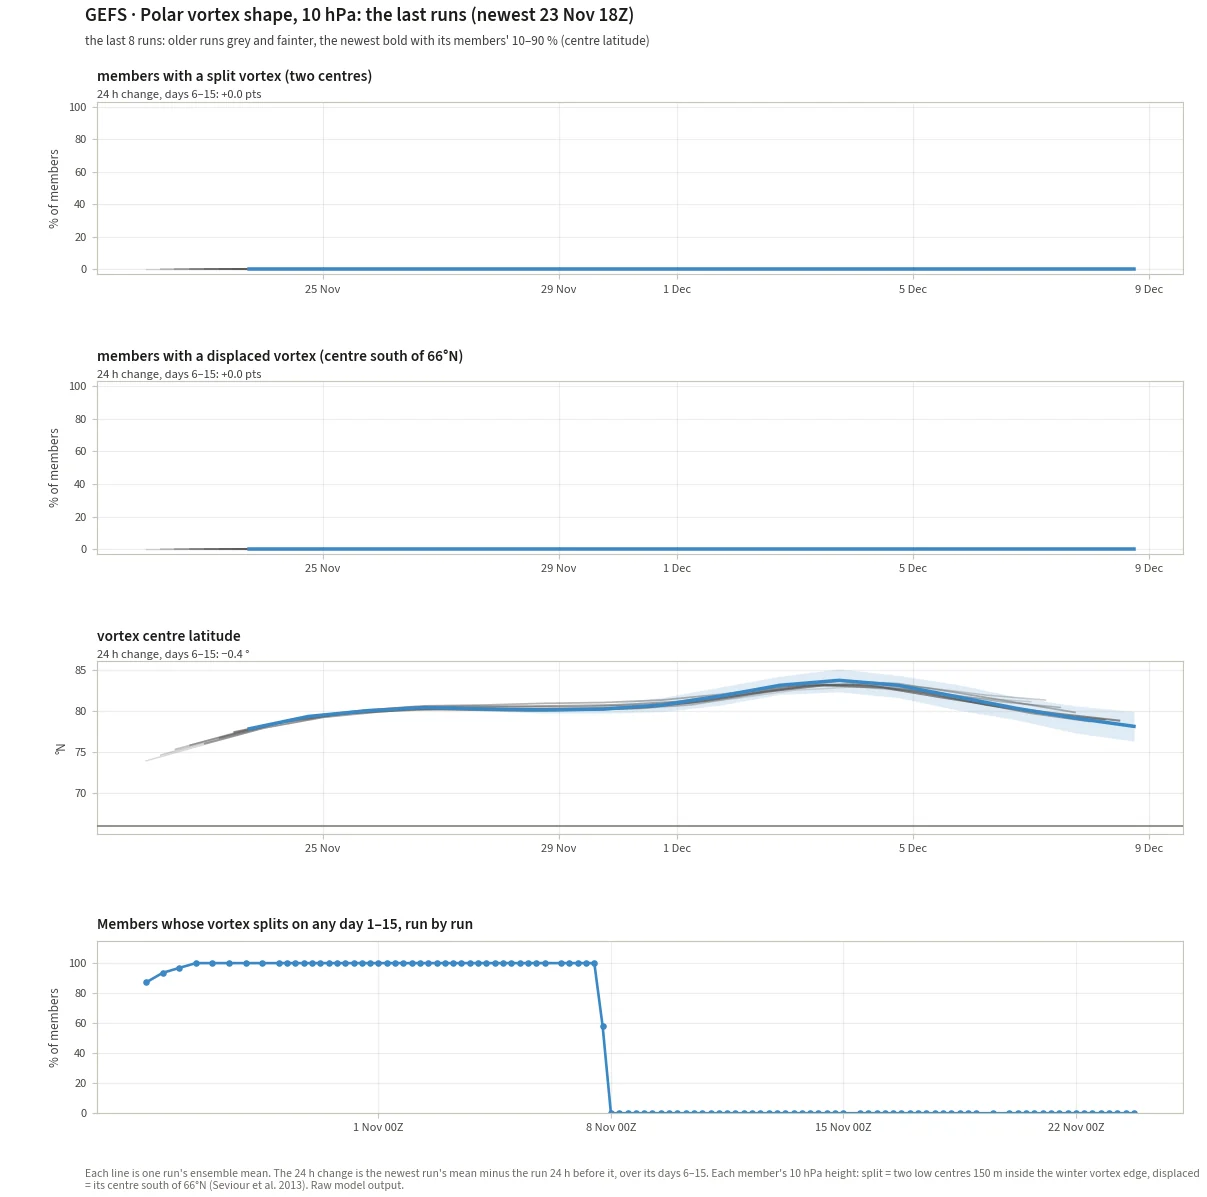 GEFS · Polar vortex shape, 10 hPa: the last runs (newest 23 Nov 18Z)
the last 8 runs: older runs grey and fainter, the newest bold with its members' 10–90 % (centre latitude)
members with a split vortex (two centres)
24 h change, days 6–15: +0.0 pts
100
80
60
40
20
0
% of members
25 Nov
29 Nov
1 Dec
5 Dec
9 Dec
members with a displaced vortex (centre south of 66°N)
24 h change, days 6–15: +0.0 pts
100
80
60
40
20
0
% of members
25 Nov
29 Nov
1 Dec
5 Dec
9 Dec
vortex centre latitude
24 h change, days 6–15: −0.4 °
85
80
75
70
°N
25 Nov
29 Nov
1 Dec
5 Dec
9 Dec
Members whose vortex splits on any day 1–15, run by run
100
80
60
40
20
0
% of members
1 Nov 00Z
8 Nov 00Z
15 Nov 00Z
22 Nov 00Z
Each line is one run's ensemble mean. The 24 h change is the newest run's mean minus the run 24 h before it, over its days 6–15. Each member's 10 hPa height: split = two low centres 150 m inside the winter vortex edge, displaced
= its centre south of 66°N (Seviour et al. 2013). Raw model output.